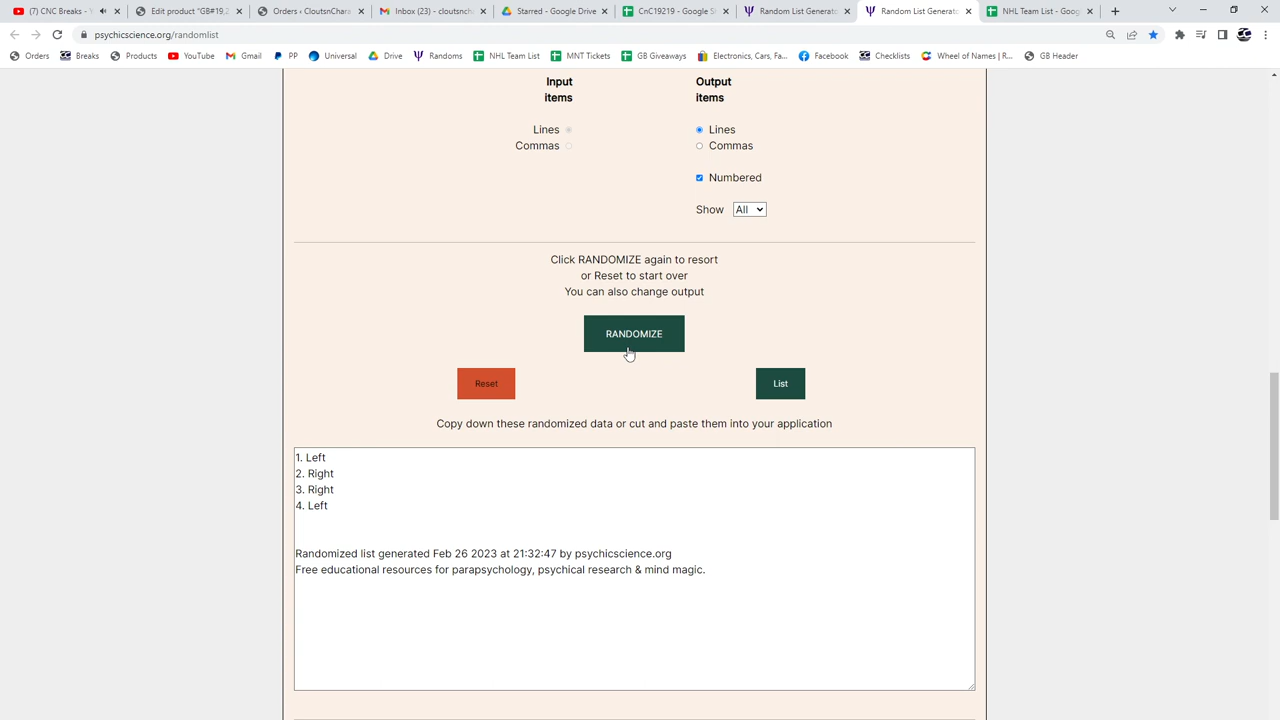 (7) CNC Breaks - Y
Edit product "GB#19,2
Orders - CloutsnChara
Inbox (23) - cloutsnch
Starred - Google Drive
CnC19219 - Google S
Random List Generato
Random List Generato
NHL Team List - Goog
psychicscience.org/randomlist
Orders
Breaks
Products
YouTube
Gmail
PP
Universal
Drive
Randoms
NHL Team List
MNT Tickets
GB Giveaways
Electronics, Cars, Fa...
Facebook
Checklists
Wheel of Names | R...
GB Header
Input
items
Output
items
Lines
Commas
Lines
Commas
Numbered
Show All
Click RANDOMIZE again to resort
or Reset to start over
You can also change output
RANDOMIZE
Reset
List
Copy down these randomized data or cut and paste them into your application
1. Left
2. Right
3. Right
4. Left
Randomized list generated Feb 26 2023 at 21:32:47 by psychicscience.org
Free educational resources for parapsychology, psychical research & mind magic.